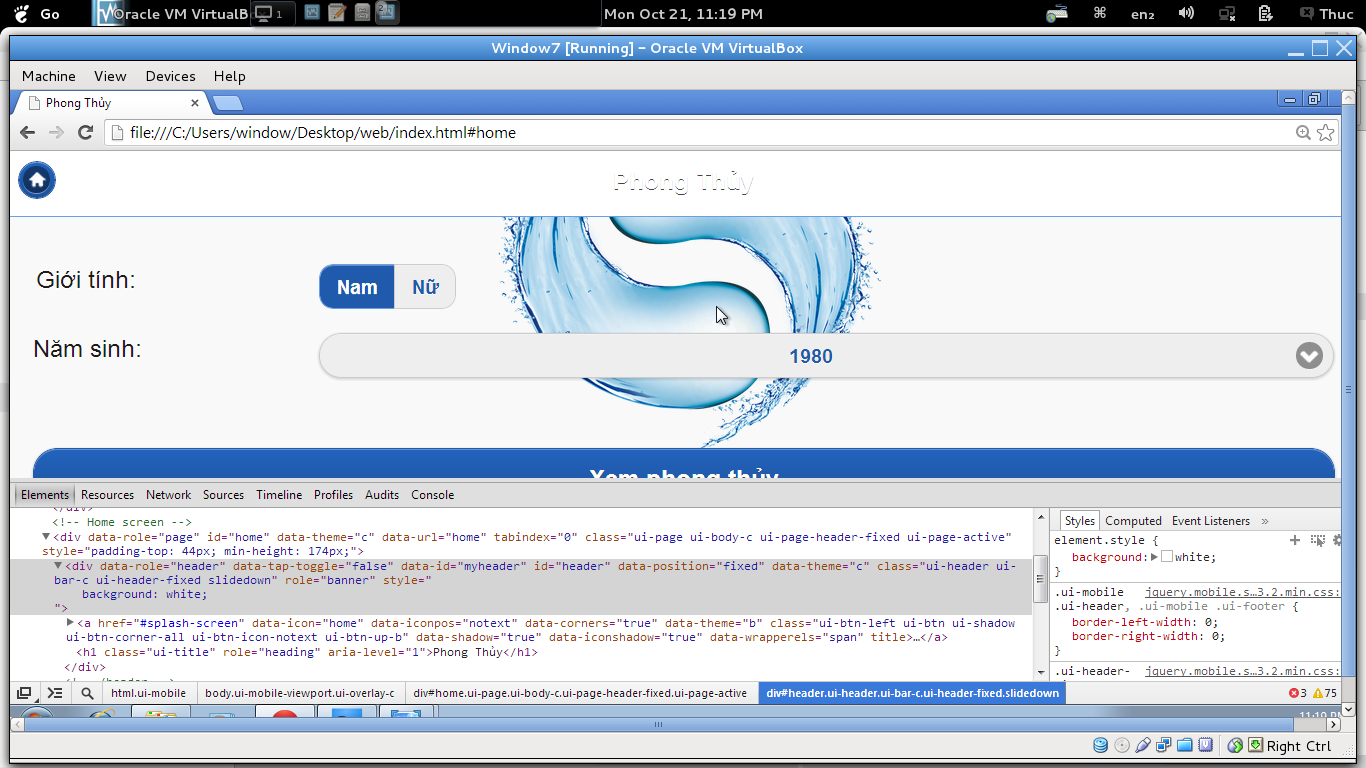 Go Oracle VM VirtualB 1 2 Mon Oct 21, 11:19 PM en₂ Thuc
Window7 [Running] - Oracle VM VirtualBox
Machine View Devices Help
Phong Thủy
file:///C:/Users/window/Desktop/web/index.html#home
Phong Thủy
Giới tính: Nam Nữ
Năm sinh: 1980
Xem phong thủy
Elements Resources Network Sources Timeline Profiles Audits Console
</div>
<!-- Home screen -->
<div data-role="page" id="home" data-theme="c" data-url="home" tabindex="0" class="ui-page ui-body-c ui-page-header-fixed ui-page-active"
style="padding-top: 44px; min-height: 174px;">
<div data-role="header" data-tap-toggle="false" data-id="myheader" id="header" data-position="fixed" data-theme="c" class="ui-header ui-
bar-c ui-header-fixed slidedown" role="banner" style="
background: white;
">
<a href="#splash-screen" data-icon="home" data-iconpos="notext" data-corners="true" data-theme="b" class="ui-btn-left ui-btn ui-shadow
ui-btn-corner-all ui-btn-icon-notext ui-btn-up-b" data-shadow="true" data-iconshadow="true" data-wrapperels="span" title>…</a>
<h1 class="ui-title" role="heading" aria-level="1">Phong Thủy</h1>
</div>
Styles Computed Event Listeners »
element.style {
background: white;
}
.ui-mobile jquery.mobile.s…3.2.min.css:
.ui-header, .ui-mobile .ui-footer {
border-left-width: 0;
border-right-width: 0;
}
.ui-header- jquery.mobile.s…3.2.min.css:
html.ui-mobile body.ui-mobile-viewport.ui-overlay-c div#home.ui-page.ui-body-c.ui-page-header-fixed.ui-page-active div#header.ui-header.ui-bar-c.ui-header-fixed.slidedown 3 75
11:19 PM
Right Ctrl